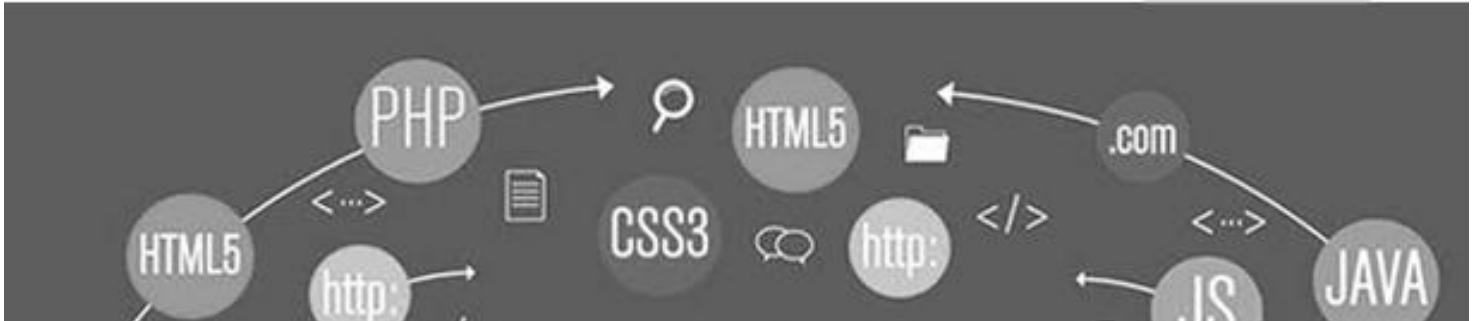 PHP
HTML5
.com
<...>
CSS3
</>
<...>
HTML5
http:
http:
JS
JAVA